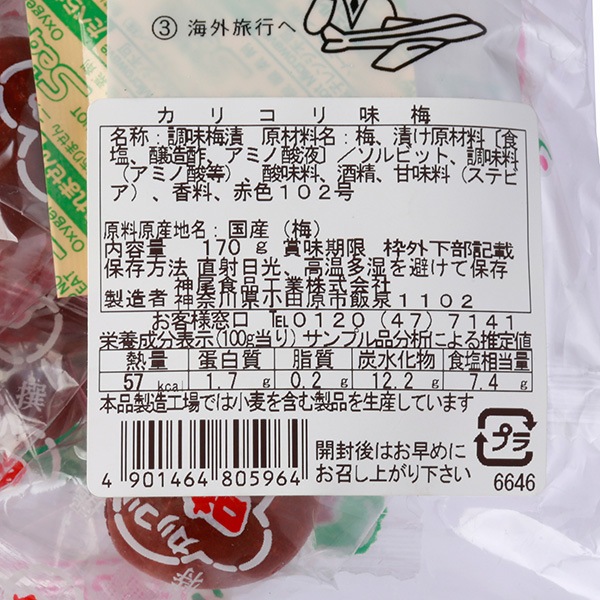 ③ 海外旅行へ
カリコリ味梅
名称：調味梅漬 原材料名：梅、漬け原材料〔食
塩、醸造酢、アミノ酸液〕／ソルビット、調味料
（アミノ酸等）、酸味料、酒精、甘味料（ステビ
ア）、香料、赤色１０２号
原料原産地名：国産（梅）
内容量 170ｇ 賞味期限 枠外下部記載
保存方法 直射日光、高温多湿を避けて保存
神尾食品工業株式会社
製造者 神奈川県小田原市飯泉１１０２
お客様窓口 ℡０１２０（４７）７１４１
栄養成分表示(100g当り) サンプル品分析による推定値
熱量 蛋白質 脂質 炭水化物 食塩相当量
57 kcal 1.7 g 0.2 g 12.2 g 7.4 g
本品製造工場では小麦を含む製品を生産しています
4 901464 805964
開封後はお早めに
お召し上がり下さい
プラ
6646
カリコリ